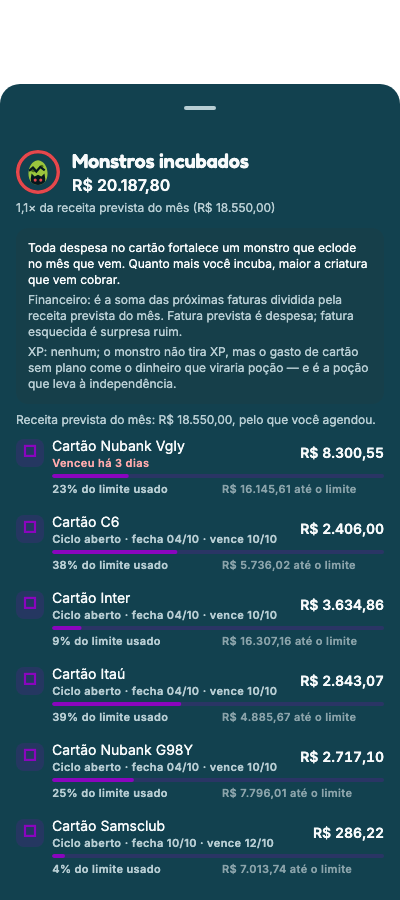 Monstros incubados
R$ 20.187,80
1,1× da receita prevista do mês (R$ 18.550,00)
Toda despesa no cartão fortalece um monstro que eclode
no mês que vem. Quanto mais você incuba, maior a criatura
que vem cobrar.
Financeiro: é a soma das próximas faturas dividida pela
receita prevista do mês. Fatura prevista é despesa; fatura
esquecida é surpresa ruim.
XP: nenhum; o monstro não tira XP, mas o gasto de cartão
sem plano come o dinheiro que viraria poção — e é a poção
que leva à independência.
Receita prevista do mês: R$ 18.550,00, pelo que você agendou.
Cartão Nubank Vgly
R$ 8.300,55
Venceu há 3 dias
23% do limite usado
R$ 16.145,61 até o limite
Cartão C6
R$ 2.406,00
Ciclo aberto · fecha 04/10 · vence 10/10
38% do limite usado
R$ 5.736,02 até o limite
Cartão Inter
R$ 3.634,86
Ciclo aberto · fecha 04/10 · vence 10/10
9% do limite usado
R$ 16.307,16 até o limite
Cartão Itaú
R$ 2.843,07
Ciclo aberto · fecha 04/10 · vence 10/10
39% do limite usado
R$ 4.885,67 até o limite
Cartão Nubank G98Y
R$ 2.717,10
Ciclo aberto · fecha 04/10 · vence 10/10
25% do limite usado
R$ 7.796,01 até o limite
Cartão Samsclub
R$ 286,22
Ciclo aberto · fecha 10/10 · vence 12/10
4% do limite usado
R$ 7.013,74 até o limite